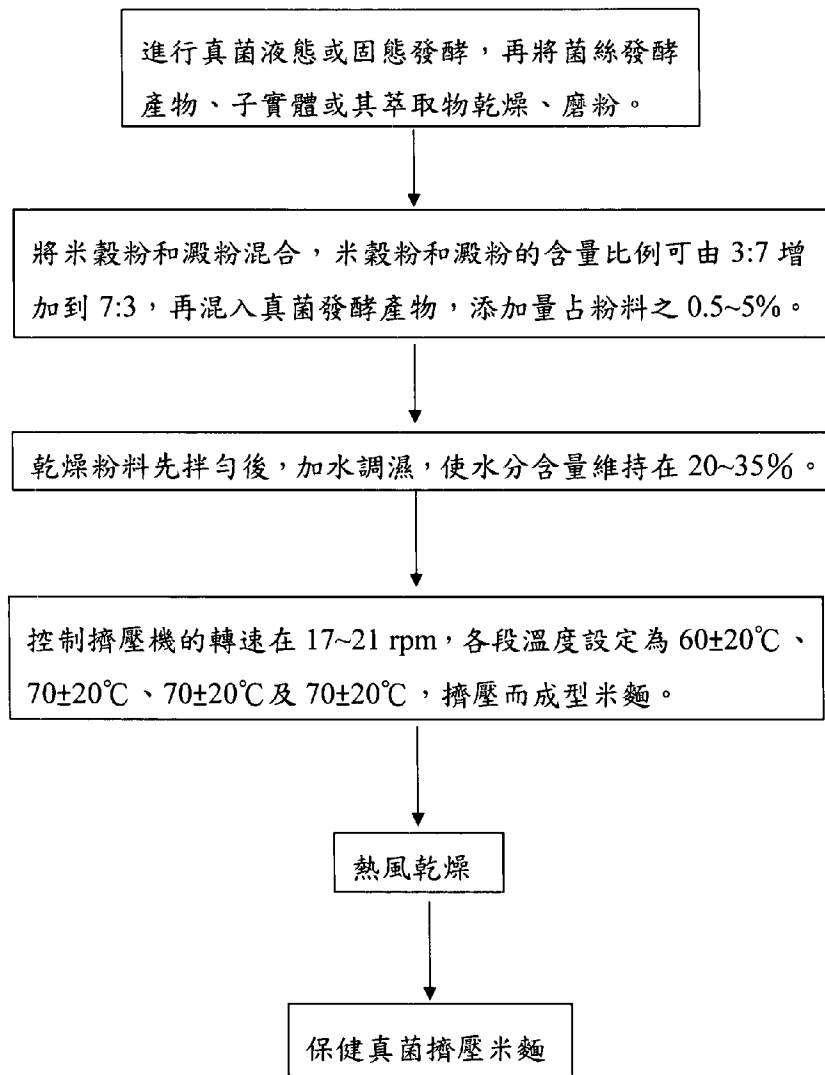 進行真菌液態或固態發酵，再將菌絲發酵
產物、子實體或其萃取物乾燥、磨粉。
將米穀粉和澱粉混合，米穀粉和澱粉的含量比例可由 3:7 增
加到 7:3，再混入真菌發酵產物，添加量占粉料之 0.5~5%。
乾燥粉料先拌勻後，加水調濕，使水分含量維持在 20~35%。
控制擠壓機的轉速在 17~21 rpm，各段溫度設定為 60±20℃、
70±20℃、70±20℃及 70±20℃，擠壓而成型米麵。
熱風乾燥
保健真菌擠壓米麵